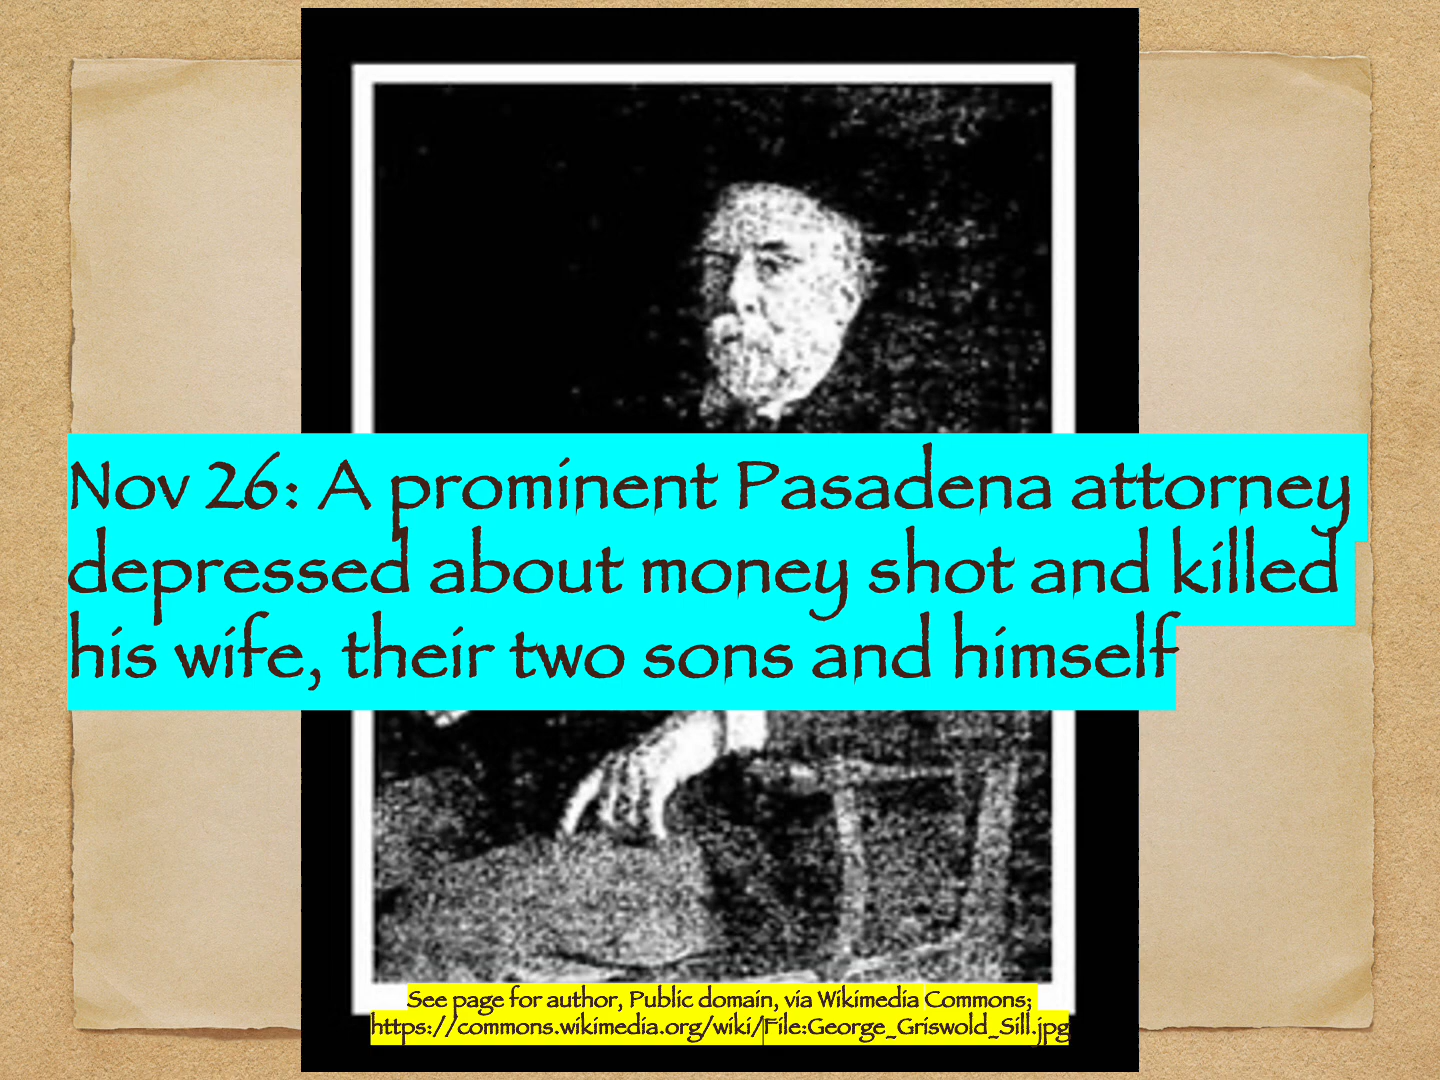 Nov 26: A prominent Pasadena attorney
depressed about money shot and killed
his wife, their two sons and himself
See page for author, Public domain, via Wikimedia Commons;
https://commons.wikimedia.org/wiki/File:George_Griswold_Sill.jpg